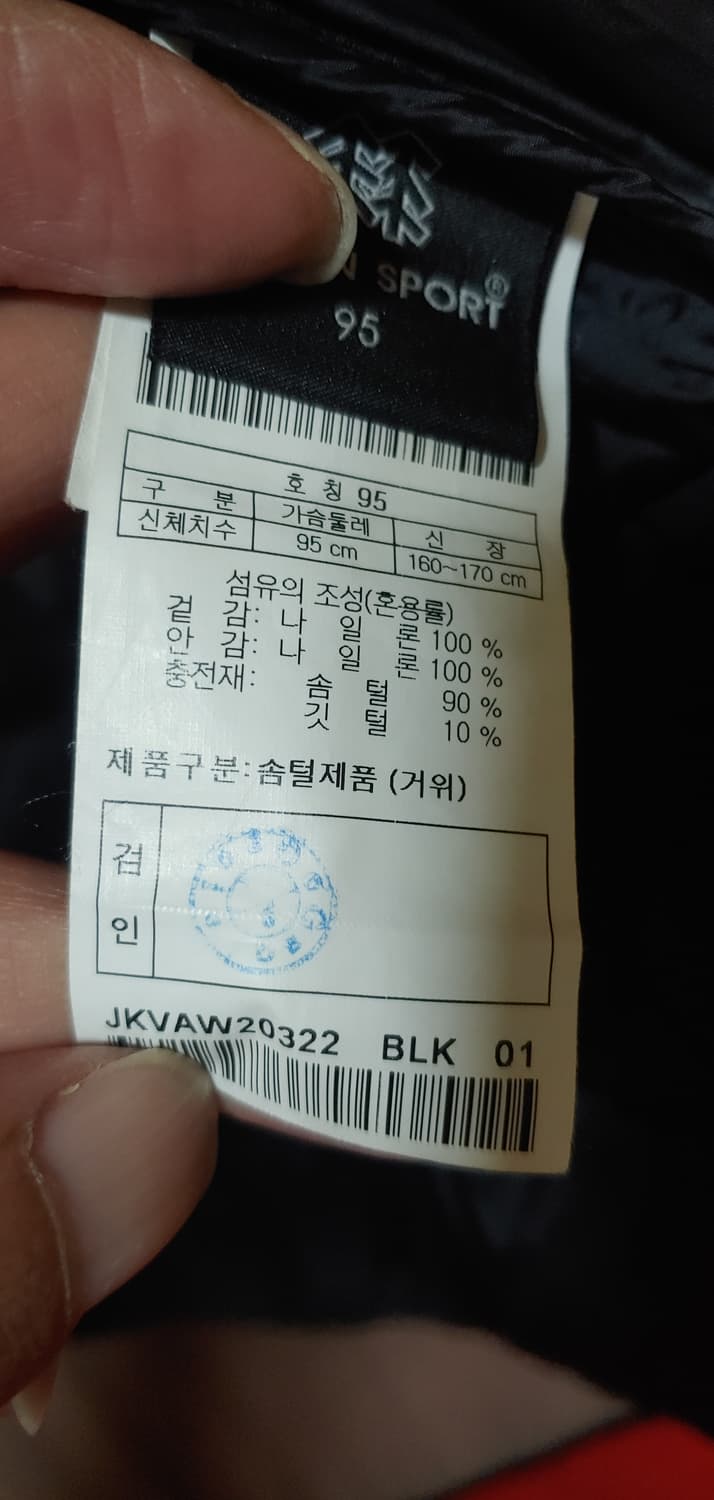 SPORT®
95
호 칭 95
구 분 가슴둘레 신 장
신체치수 95 cm 160~170 cm
섬유의 조성(혼용률)
겉 감: 나 일 론 100 %
안 감: 나 일 론 100 %
충전재: 솜 털 90 %
깃 털 10 %
제품구분: 솜털제품 (거위)
검
인
JKVAW20322 BLK 01